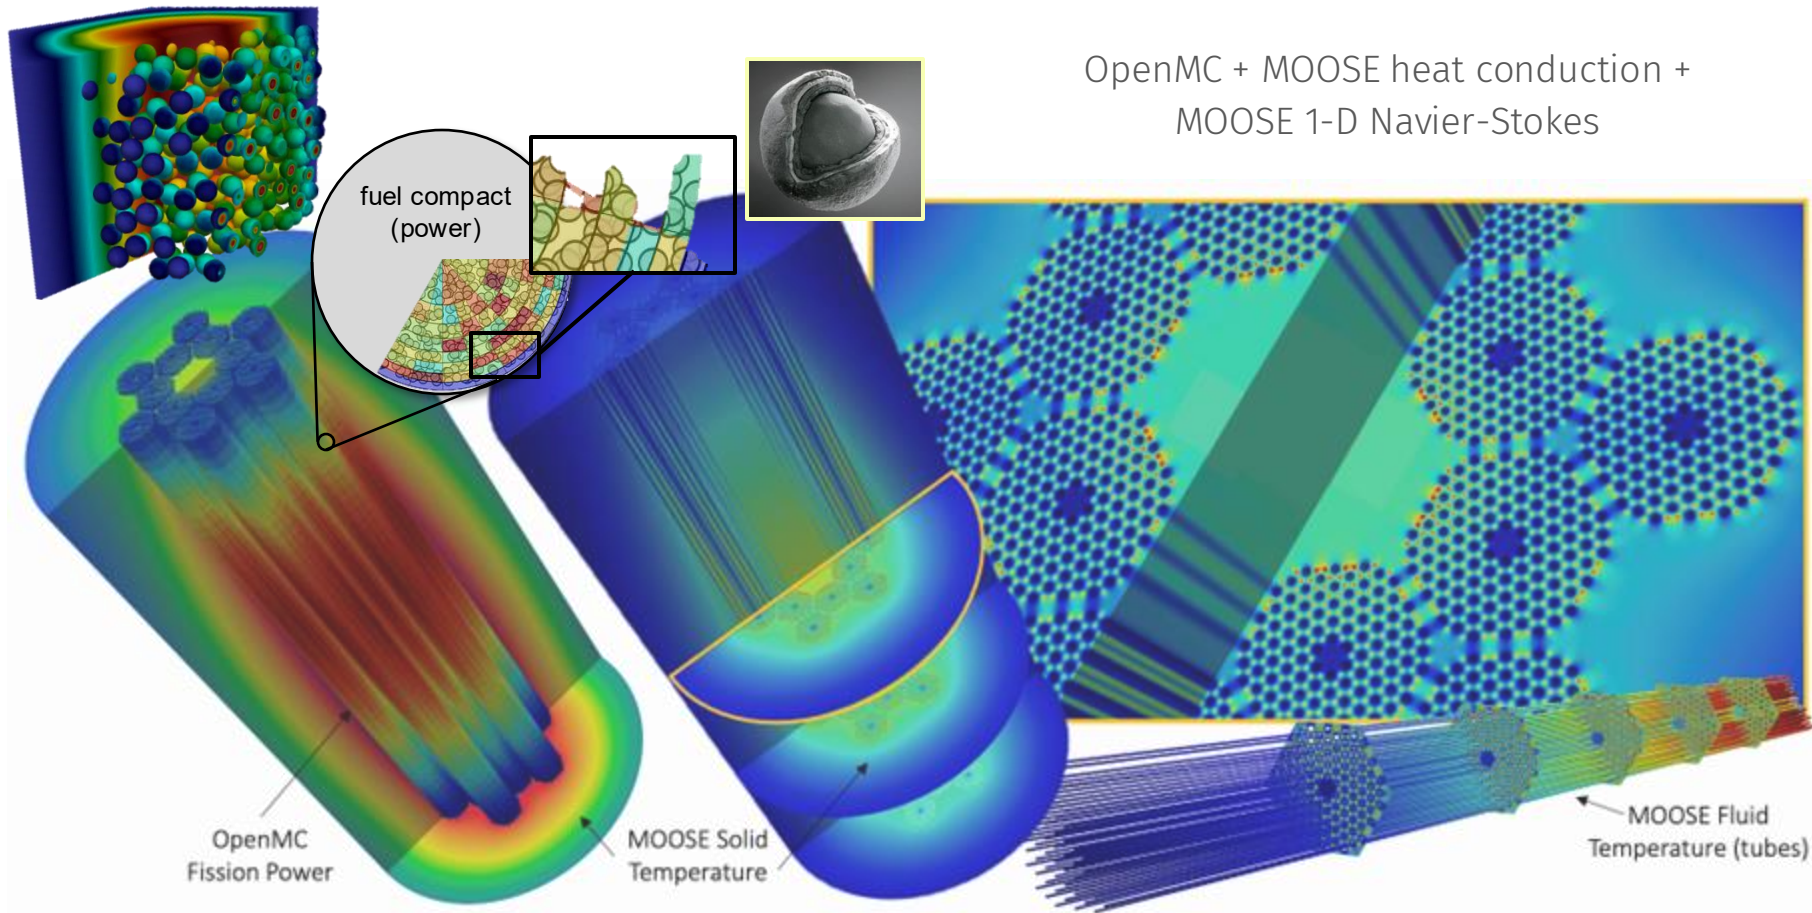 OpenMC + MOOSE heat conduction +
MOOSE 1-D Navier-Stokes
fuel compact
(power)
OpenMC
Fission Power
MOOSE Solid
Temperature
MOOSE Fluid
Temperature (tubes)